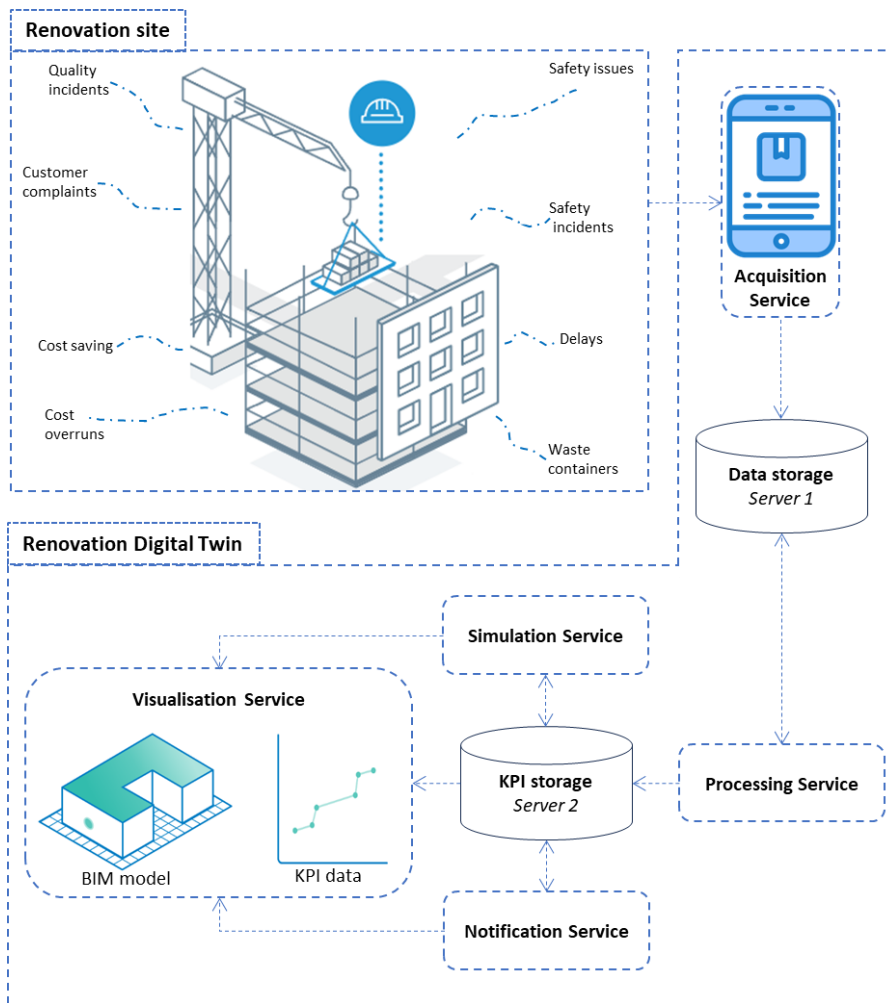 Renovation site
Quality
incidents
Safety issues
Customer
complaints
Safety
incidents
Acquisition
Service
Cost saving
Delays
Cost
overruns
Waste
containers
Data storage
Server 1
Renovation Digital Twin
Simulation Service
Visualisation Service
KPI storage
Server 2
Processing Service
BIM model
KPI data
Notification Service